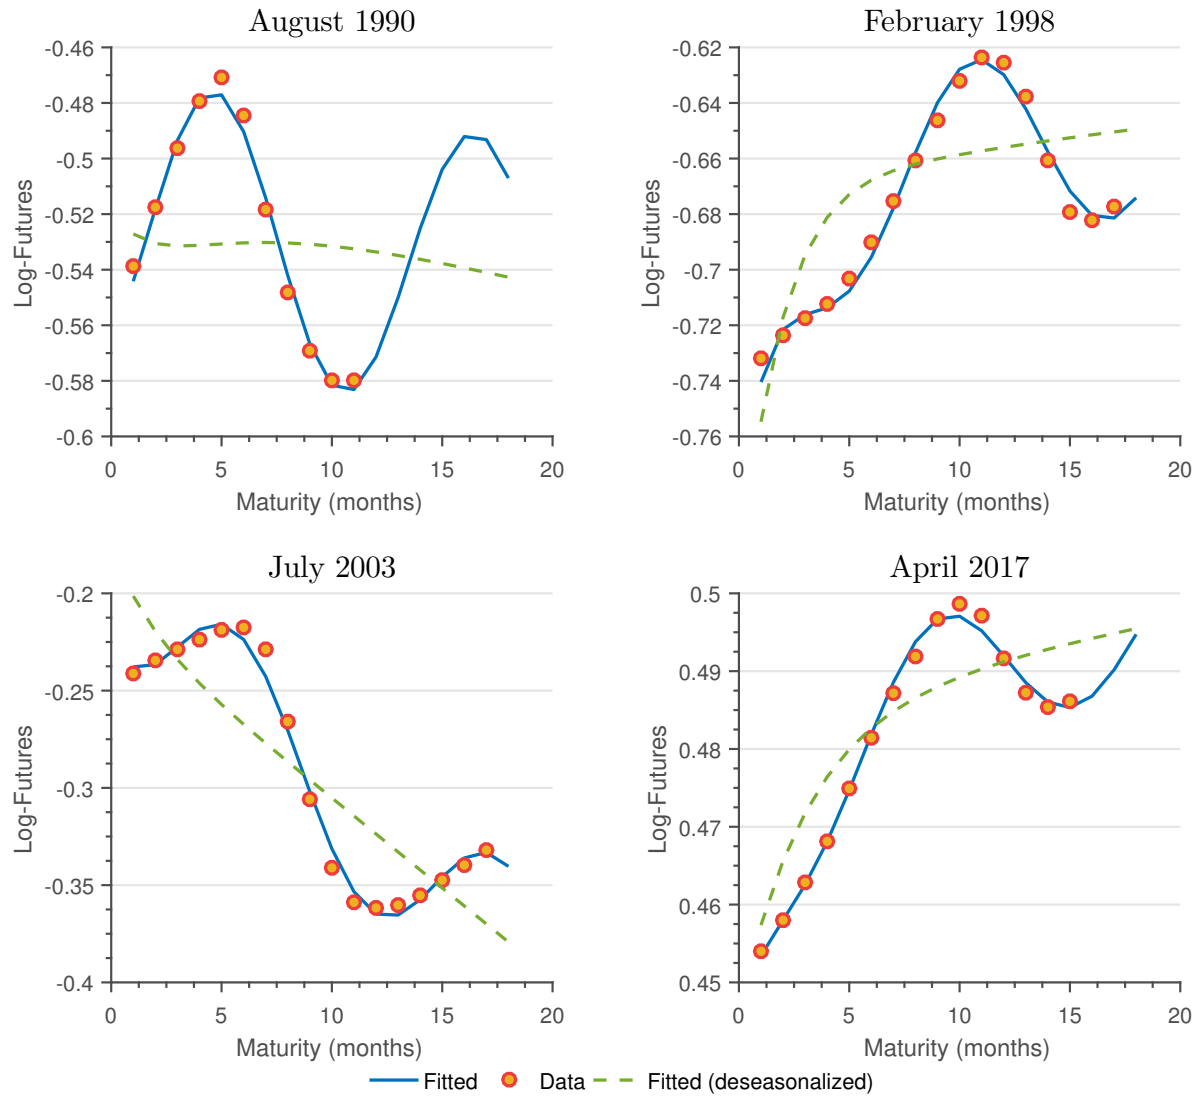 August 1990
-0.46
-0.48
-0.5
-0.52
-0.54
-0.56
-0.58
-0.6
Log-Futures
0 5 10 15 20
Maturity (months)
February 1998
-0.62
-0.64
-0.66
-0.68
-0.7
-0.72
-0.74
-0.76
Log-Futures
0 5 10 15 20
Maturity (months)
July 2003
-0.2
-0.25
-0.3
-0.35
-0.4
Log-Futures
0 5 10 15 20
Maturity (months)
April 2017
0.5
0.49
0.48
0.47
0.46
0.45
Log-Futures
0 5 10 15 20
Maturity (months)
Fitted Data Fitted (deseasonalized)